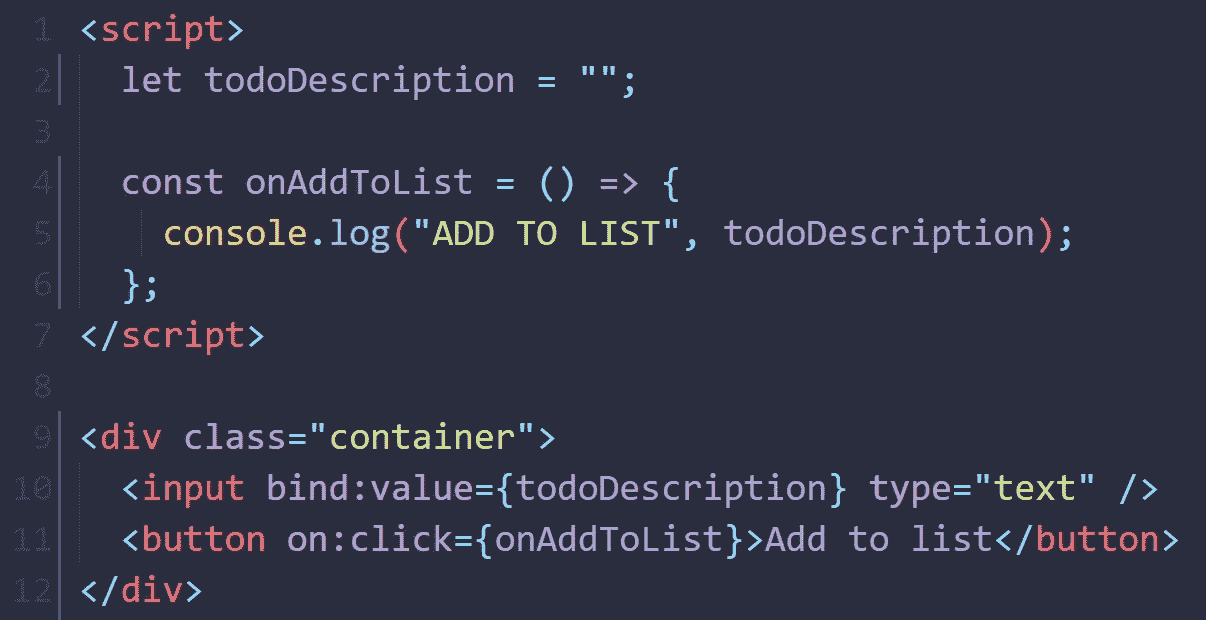 1 <script>
2 let todoDescription = "";
3
4 const onAddToList = () => {
5 console.log("ADD TO LIST", todoDescription);
6 };
7 </script>
8
9 <div class="container">
10 <input bind:value={todoDescription} type="text" />
11 <button on:click={onAddToList}>Add to list</button>
12 </div>